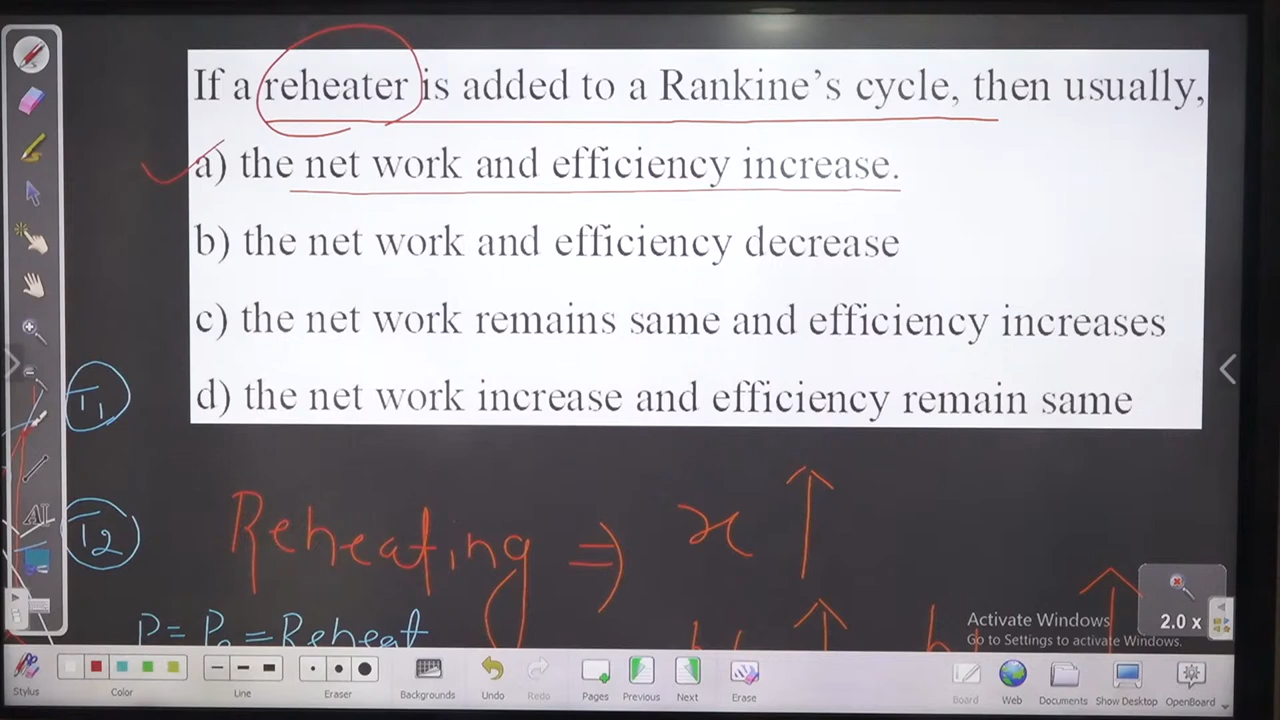 If a reheater is added to a Rankine's cycle, then usually,
a) the net work and efficiency increase.
b) the net work and efficiency decrease
c) the net work remains same and efficiency increases
d) the net work increase and efficiency remain same
T1
T2
Reheating ⇒ x ↑
P = = Reheat
↑
↑
AI
Activate Windows
Go to Settings to activate Windows.
2.0 x
Stylus
Color
Line
Eraser
Backgrounds
Undo
Redo
Pages
Previous
Next
Erase
Board
Web
Documents
Show Desktop
OpenBoard